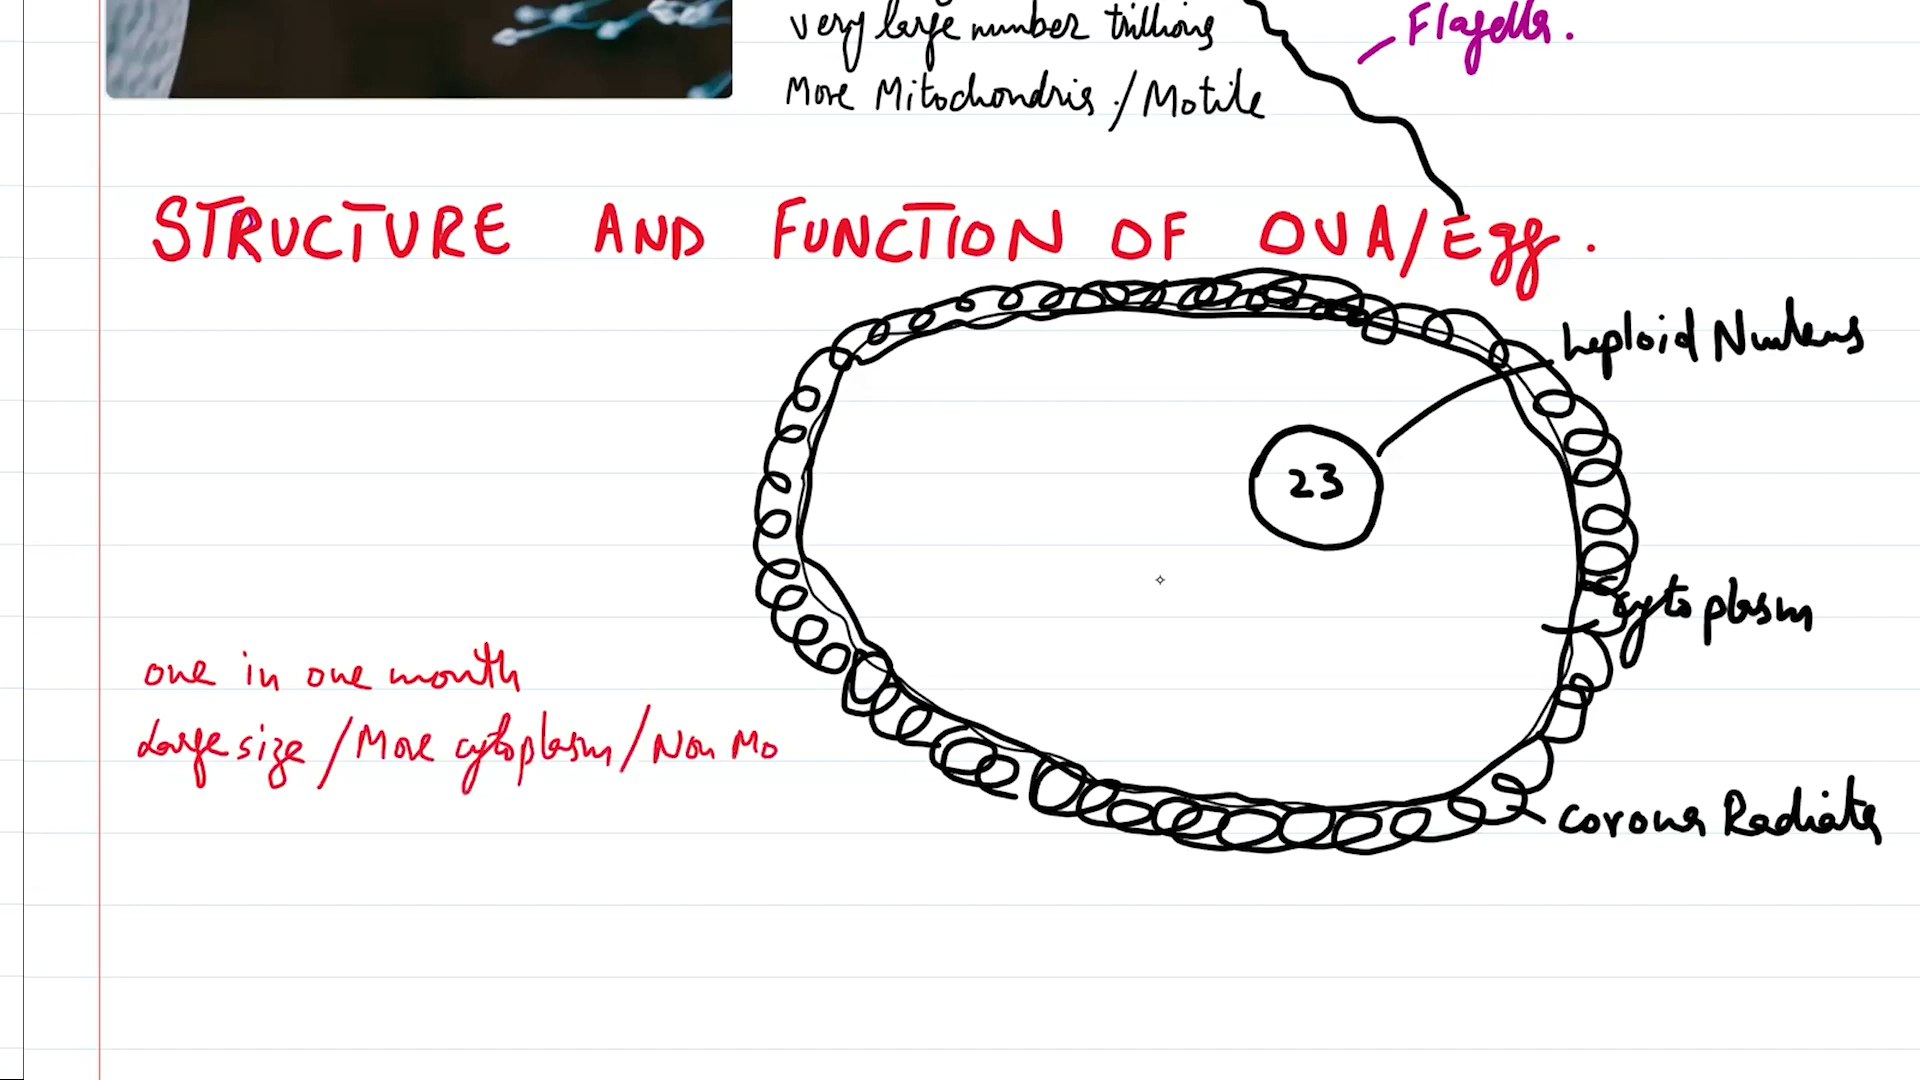 very large number trillions
Flagella.
More Mitochondria / Motile
STRUCTURE AND FUNCTION OF OVA/Egg.
haploid Nucleus
23
cytoplasm
one in one month
Large size / More cytoplasm / Non Mo
corona Radiata